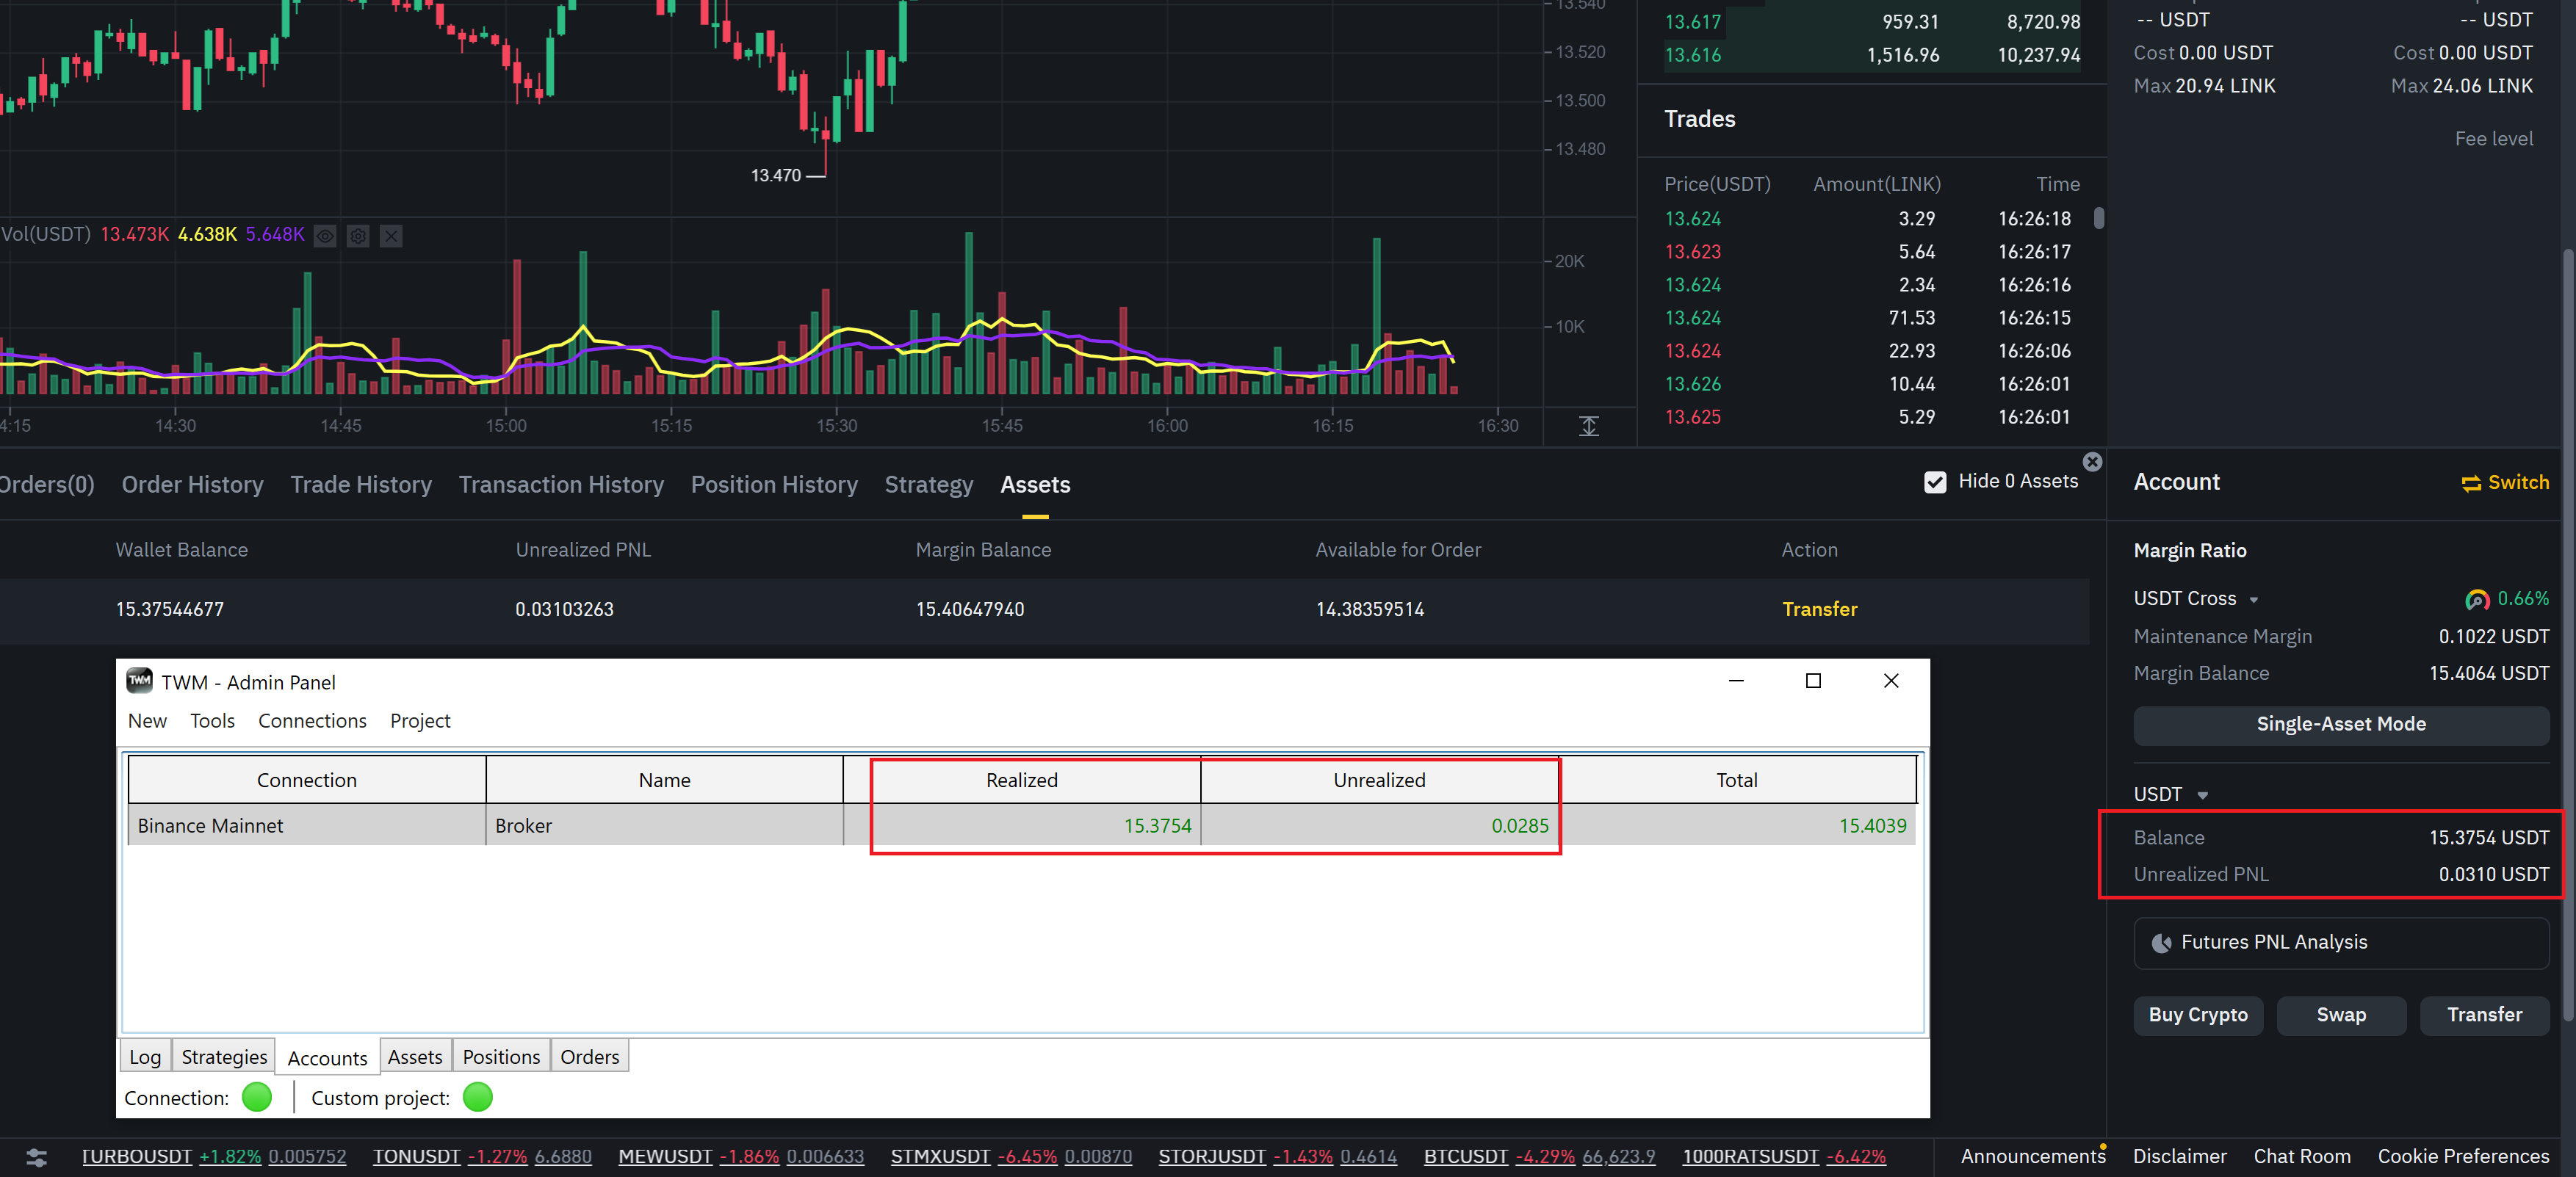 13.540
13.520
13.500
13.480
13.470
Vol(USDT) 13.473K 4.638K 5.648K
20K
10K
4:15 14:30 14:45 15:00 15:15 15:30 15:45 16:00 16:15 16:30
13.617 959.31 8,720.98
13.616 1,516.96 10,237.94
Trades
Price(USDT) Amount(LINK) Time
13.624 3.29 16:26:18
13.623 5.64 16:26:17
13.624 2.34 16:26:16
13.624 71.53 16:26:15
13.624 22.93 16:26:06
13.626 10.44 16:26:01
13.625 5.29 16:26:01
-- USDT -- USDT
Cost 0.00 USDT Cost 0.00 USDT
Max 20.94 LINK Max 24.06 LINK
Fee level
Orders(0) Order History Trade History Transaction History Position History Strategy Assets Hide 0 Assets
Wallet Balance Unrealized PNL Margin Balance Available for Order Action
15.37544677 0.03103263 15.40647940 14.38359514 Transfer
TWM TWM - Admin Panel
New Tools Connections Project
Connection Name Realized Unrealized Total
Binance Mainnet Broker 15.3754 0.0285 15.4039
Log Strategies Accounts Assets Positions Orders
Connection: Custom project:
Account Switch
Margin Ratio
USDT Cross 0.66%
Maintenance Margin 0.1022 USDT
Margin Balance 15.4064 USDT
Single-Asset Mode
USDT
Balance 15.3754 USDT
Unrealized PNL 0.0310 USDT
Futures PNL Analysis
Buy Crypto Swap Transfer
TURBOUSDT +1.82% 0.005752 TONUSDT -1.27% 6.6880 MEWUSDT -1.86% 0.006633 STMXUSDT -6.45% 0.00870 STORJUSDT -1.43% 0.4614 BTCUSDT -4.29% 66,623.9 1000RATSUSDT -6.42% Announcements Disclaimer Chat Room Cookie Preferences